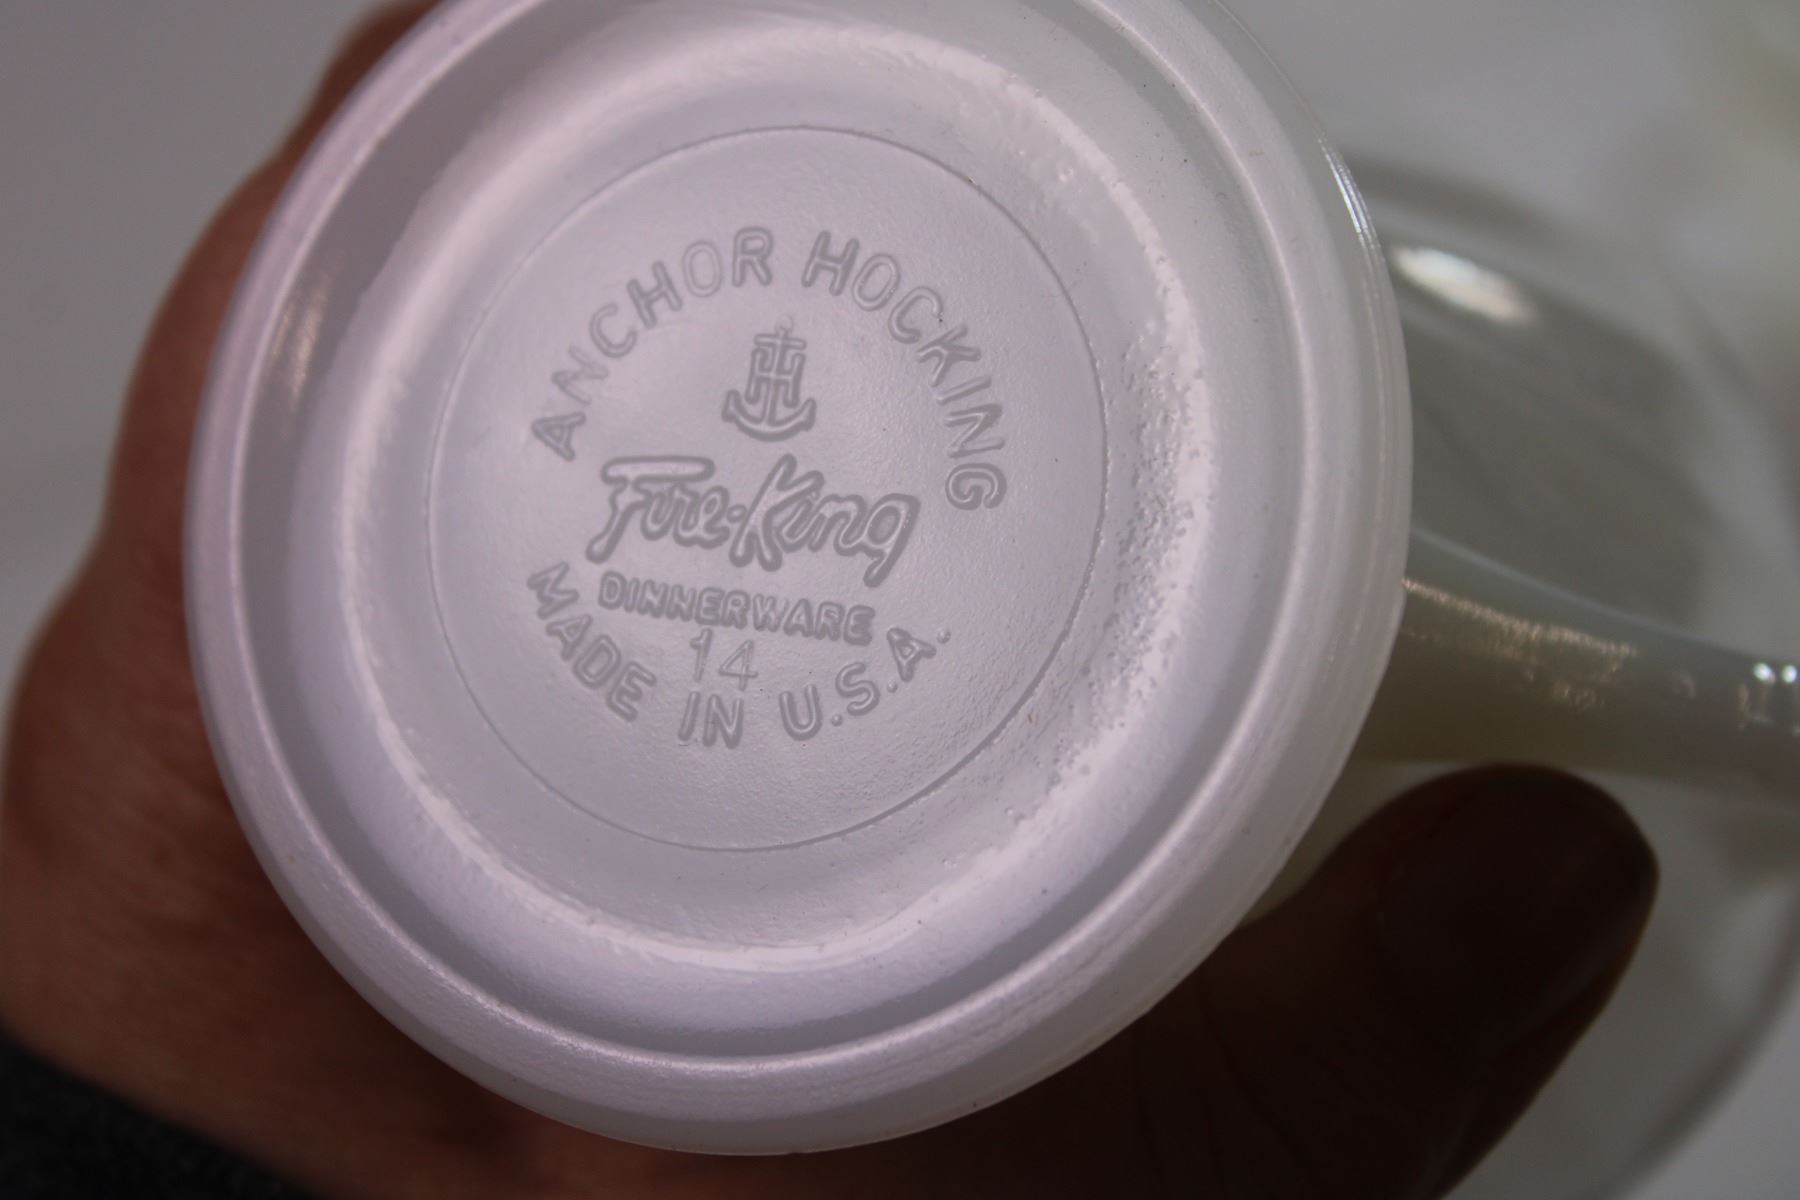 ANCHOR HOCKING
H
Fire-King
DINNERWARE
14
MADE IN U.S.A.